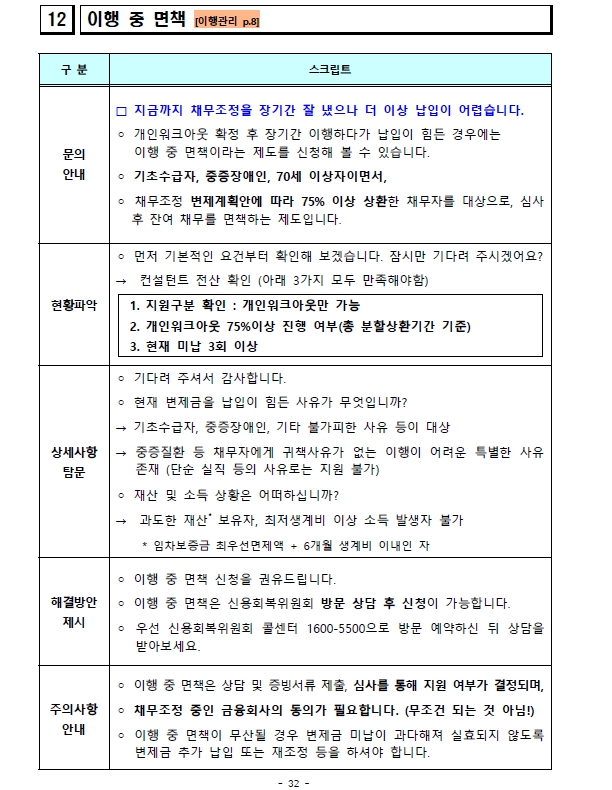 12 이행 중 면책 [이행관리 p.8]
구 분 스크립트
문의
안내
□ 지금까지 채무조정을 장기간 잘 냈으나 더 이상 납입이 어렵습니다.
○ 개인워크아웃 확정 후 장기간 이행하다가 납입이 힘든 경우에는
이행 중 면책이라는 제도를 신청해 볼 수 있습니다.
○ 기초수급자, 중증장애인, 70세 이상자이면서,
○ 채무조정 변제계획안에 따라 75% 이상 상환한 채무자를 대상으로, 심사
후 잔여 채무를 면책하는 제도입니다.
현황파악
○ 먼저 기본적인 요건부터 확인해 보겠습니다. 잠시만 기다려 주시겠어요?
→ 컨설턴트 전산 확인 (아래 3가지 모두 만족해야함)
1. 지원구분 확인 : 개인워크아웃만 가능
2. 개인워크아웃 75%이상 진행 여부(총 분할상환기간 기준)
3. 현재 미납 3회 이상
상세사항
탐문
○ 기다려 주셔서 감사합니다.
○ 현재 변제금을 납입이 힘든 사유가 무엇입니까?
→ 기초수급자, 중증장애인, 기타 불가피한 사유 등이 대상
→ 중증질환 등 채무자에게 귀책사유가 없는 이행이 어려운 특별한 사유
존재 (단순 실직 등의 사유로는 지원 불가)
○ 재산 및 소득 상황은 어떠하십니까?
→ 과도한 재산* 보유자, 최저생계비 이상 소득 발생자 불가
* 임차보증금 최우선면제액 + 6개월 생계비 이내인 자
해결방안
제시
○ 이행 중 면책 신청을 권유드립니다.
○ 이행 중 면책은 신용회복위원회 방문 상담 후 신청이 가능합니다.
○ 우선 신용회복위원회 콜센터 1600-5500으로 방문 예약하신 뒤 상담을
받아보세요.
주의사항
안내
○ 이행 중 면책은 상담 및 증빙서류 제출, 심사를 통해 지원 여부가 결정되며,
○ 채무조정 중인 금융회사의 동의가 필요합니다. (무조건 되는 것 아님!)
○ 이행 중 면책이 무산될 경우 변제금 미납이 과다해져 실효되지 않도록
변제금 추가 납입 또는 재조정 등을 하셔야 합니다.
- 32 -